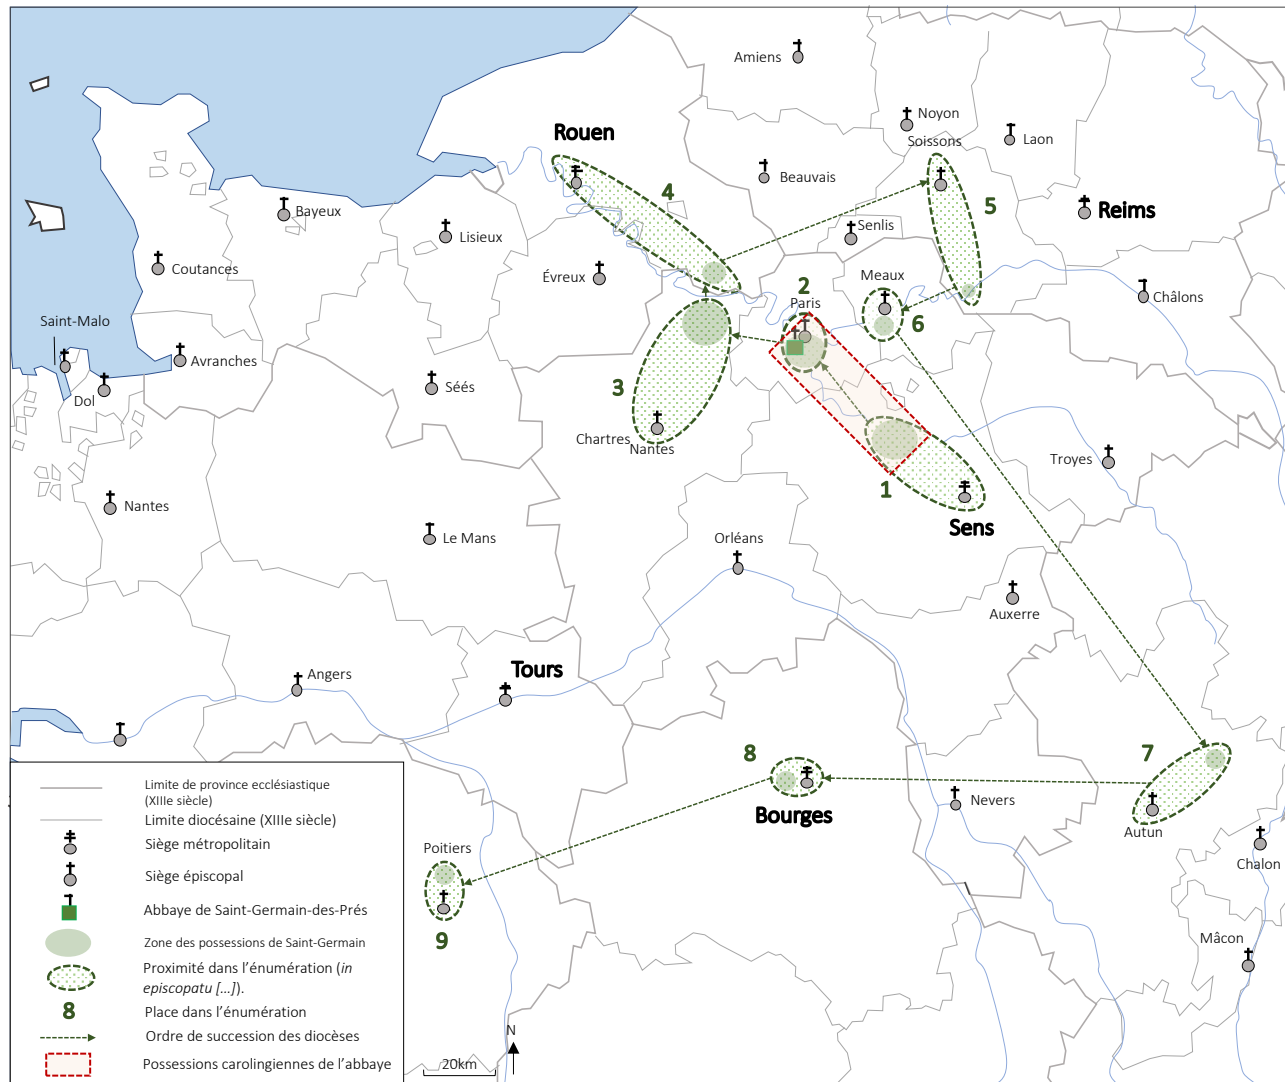 Amiens
Noyon
Rouen
Soissons
Laon
4
Beauvais
5
Reims
Bayeux
Senlis
Lisieux
Coutances
Évreux
Meaux
2
Châlons
Paris
Saint-Malo
6
Avranches
3
Séés
Dol
Chartres
Nantes
Troyes
1
Nantes
Sens
Le Mans
Orléans
Auxerre
Tours
Angers
8
7
Nevers
Bourges
Autun
Poitiers
Chalon
9
Mâcon
Limite de province ecclésiastique
(XIIIe siècle)
Limite diocésaine (XIIIe siècle)
Siège métropolitain
Siège épiscopal
Abbaye de Saint-Germain-des-Prés
Zone des possessions de Saint-Germain
Proximité dans l’énumération (in
episcopatu [...]).
8 Place dans l’énumération
Ordre de succession des diocèses
Possessions carolingiennes de l’abbaye
N
20km